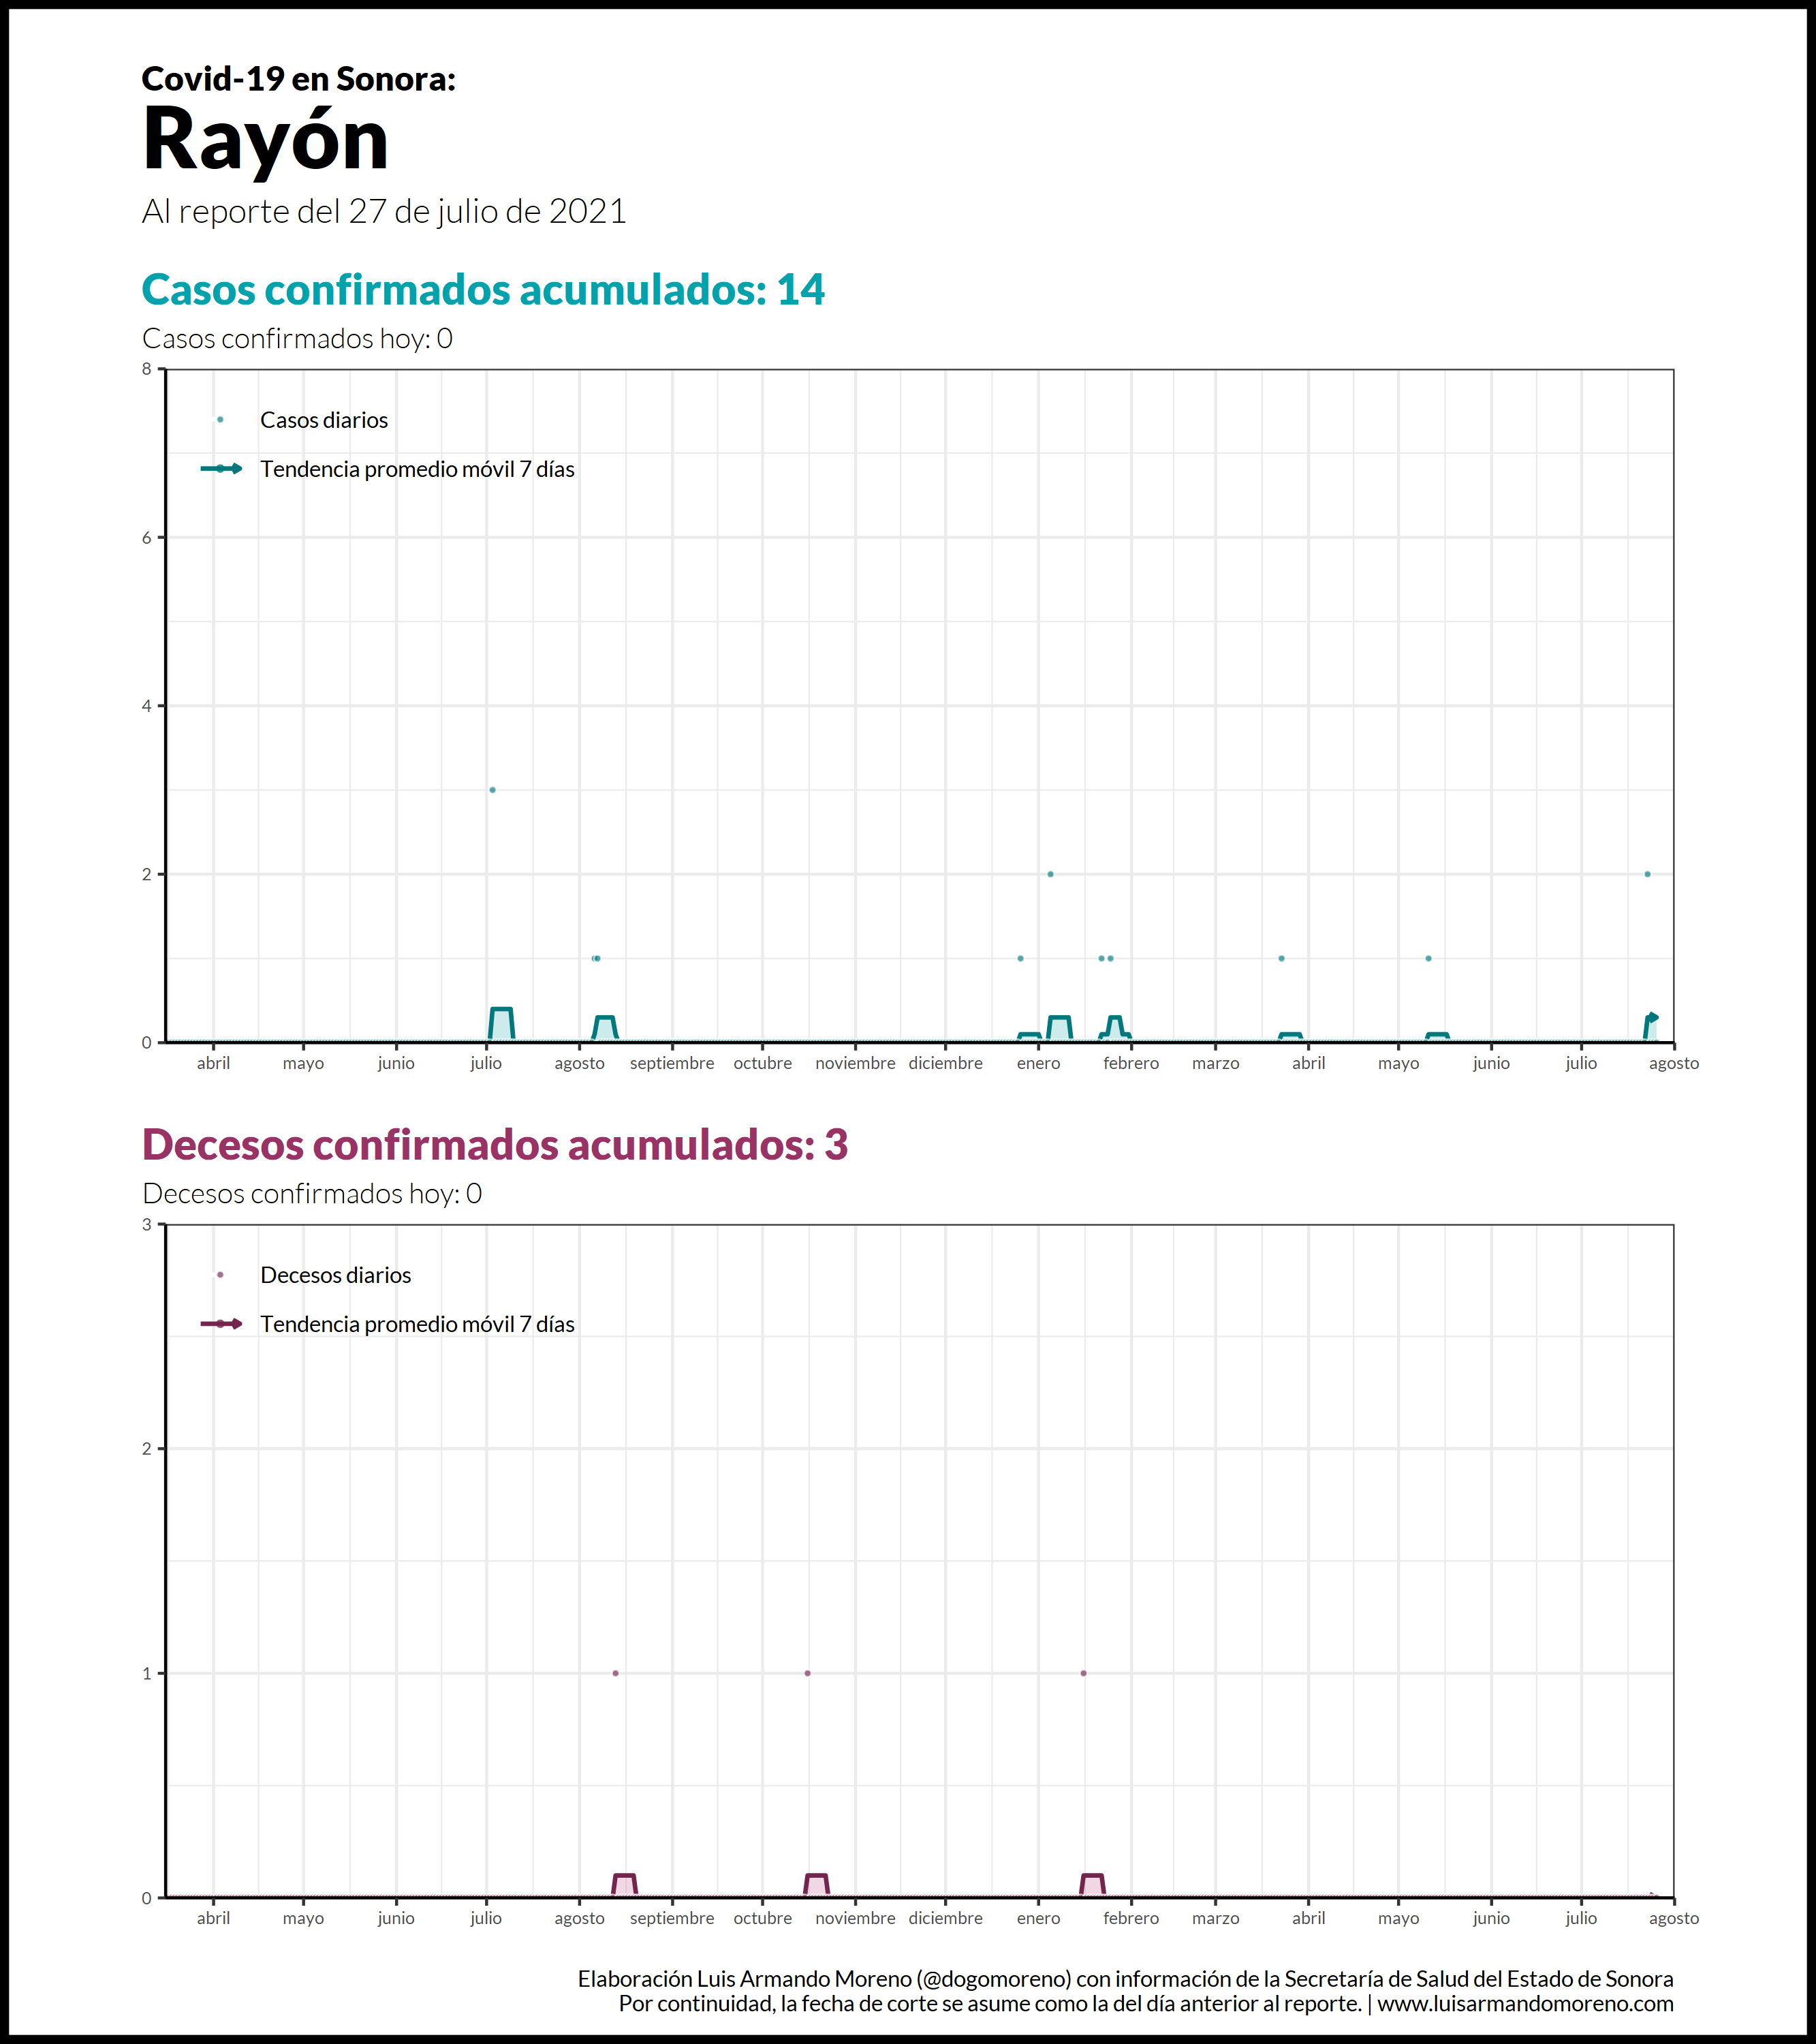 Covid-19 en Sonora:
Rayón
Al reporte del 27 de julio de 2021
Casos confirmados acumulados: 14
Casos confirmados hoy: 0
8
6
4
2
0
Casos diarios
Tendencia promedio móvil 7 días
abril mayo junio julio agosto septiembre octubre noviembre diciembre enero febrero marzo abril mayo junio julio agosto
Decesos confirmados acumulados: 3
Decesos confirmados hoy: 0
3
2
1
0
Decesos diarios
Tendencia promedio móvil 7 días
abril mayo junio julio agosto septiembre octubre noviembre diciembre enero febrero marzo abril mayo junio julio agosto
Elaboración Luis Armando Moreno (@dogomoreno) con información de la Secretaría de Salud del Estado de Sonora
Por continuidad, la fecha de corte se asume como la del día anterior al reporte. | www.luisarmandomoreno.com